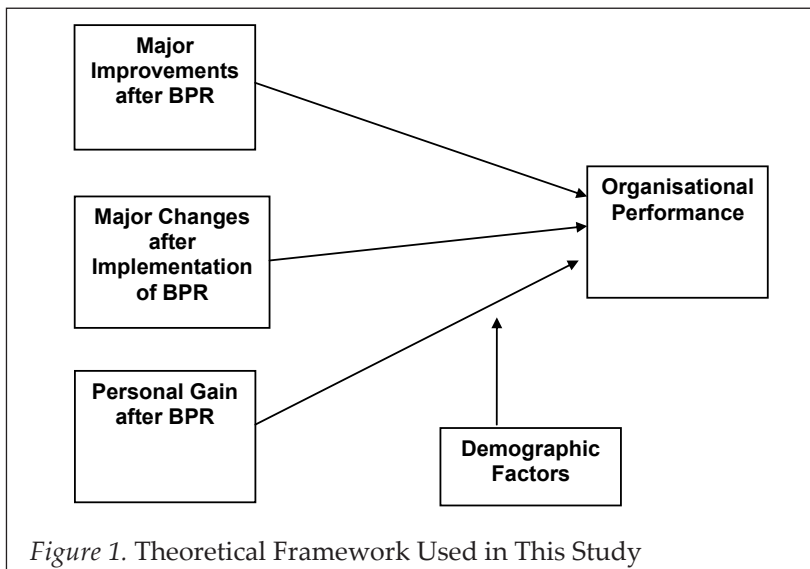 Major
Improvements
after BPR
Organisational
Performance
Major Changes
after
Implementation
of BPR
Personal Gain
after BPR
Demographic
Factors
Figure 1. Theoretical Framework Used in This Study